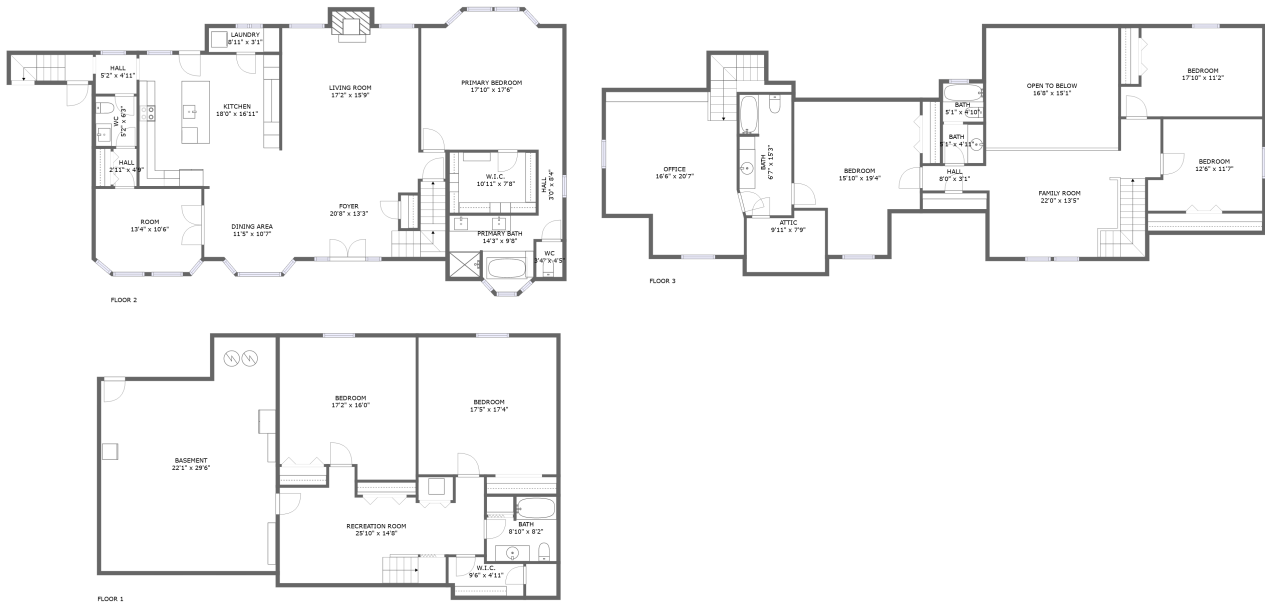 LAUNDRY
8'11" x 3'1"
HALL
5'2" x 4'11"
LIVING ROOM
17'2" x 15'9"
PRIMARY BEDROOM
17'10" x 17'6"
KITCHEN
18'0" x 16'11"
WC
5'2" x 6'3"
HALL
2'11" x 4'9"
W.I.C.
10'11" x 7'8"
HALL
3'0" x 8'4"
ROOM
13'4" x 10'6"
DINING AREA
11'5" x 10'7"
FOYER
20'8" x 13'3"
PRIMARY BATH
14'3" x 9'8"
WC
3'4" x 4'5"
FLOOR 2
OFFICE
16'6" x 20'7"
BATH
6'7" x 15'3"
ATTIC
9'11" x 7'9"
BEDROOM
15'10" x 19'4"
BATH
5'1" x 4'10"
BATH
5'1" x 4'11"
HALL
8'0" x 3'1"
OPEN TO BELOW
16'8" x 15'1"
FAMILY ROOM
22'0" x 13'5"
BEDROOM
17'10" x 11'2"
BEDROOM
12'6" x 11'7"
FLOOR 3
BASEMENT
22'1" x 29'6"
BEDROOM
17'2" x 16'0"
BEDROOM
17'5" x 17'4"
RECREATION ROOM
25'10" x 14'8"
BATH
8'10" x 8'2"
W.I.C.
9'6" x 4'11"
FLOOR 1